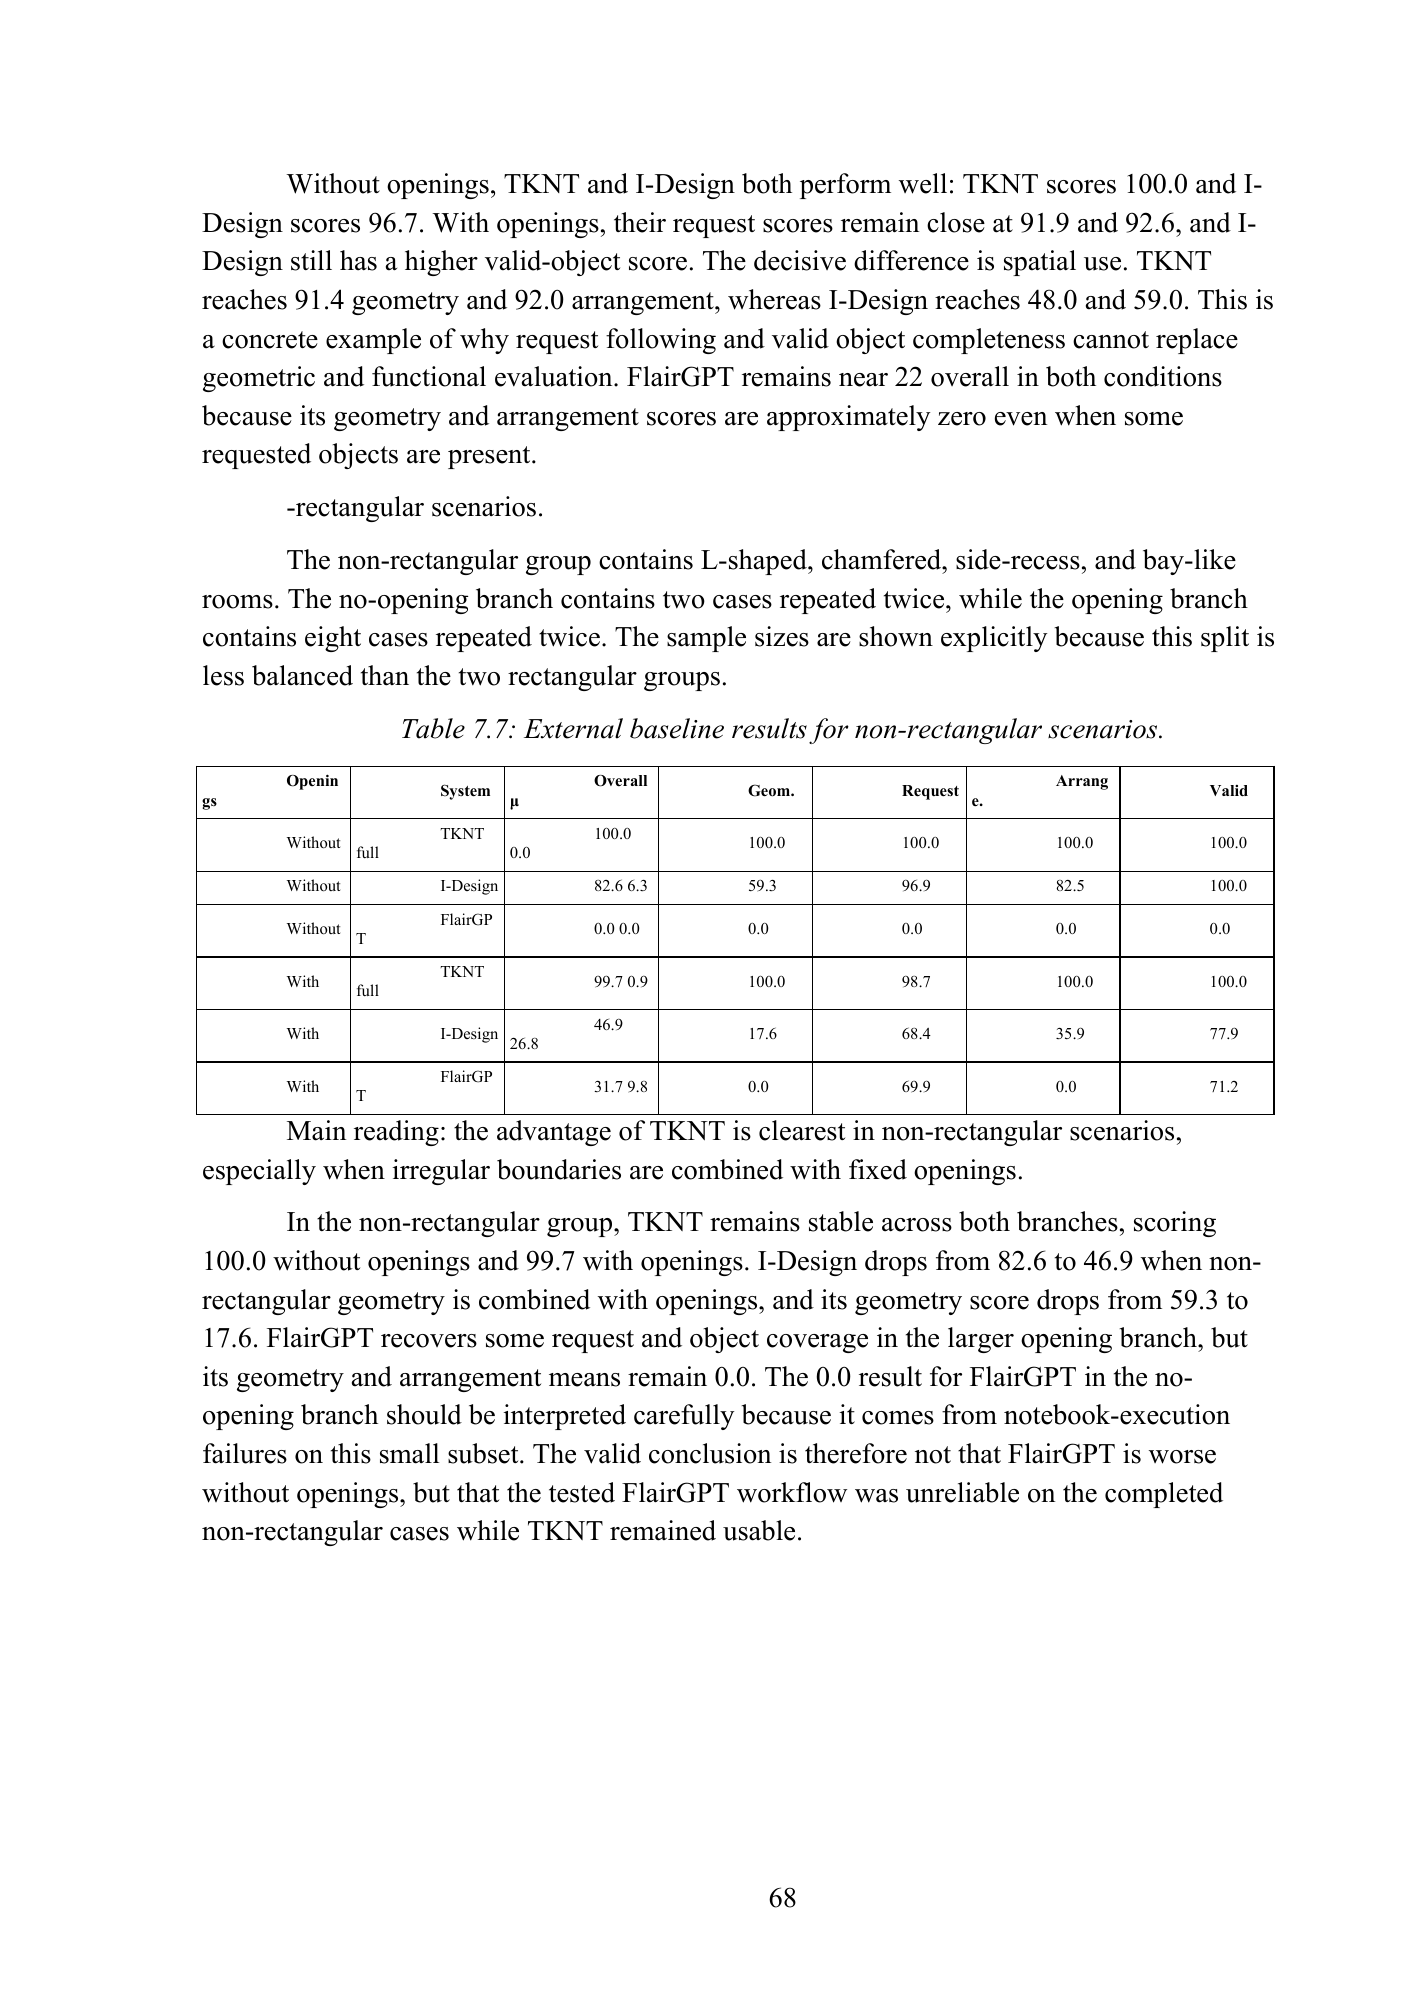 Without openings, TKNT and I-Design both perform well: TKNT scores 100.0 and I-
Design scores 96.7. With openings, their request scores remain close at 91.9 and 92.6, and I-
Design still has a higher valid-object score. The decisive difference is spatial use. TKNT
reaches 91.4 geometry and 92.0 arrangement, whereas I-Design reaches 48.0 and 59.0. This is
a concrete example of why request following and valid object completeness cannot replace
geometric and functional evaluation. FlairGPT remains near 22 overall in both conditions
because its geometry and arrangement scores are approximately zero even when some
requested objects are present.
-rectangular scenarios.
The non-rectangular group contains L-shaped, chamfered, side-recess, and bay-like
rooms. The no-opening branch contains two cases repeated twice, while the opening branch
contains eight cases repeated twice. The sample sizes are shown explicitly because this split is
less balanced than the two rectangular groups.
Table 7.7: External baseline results for non-rectangular scenarios.
Openin
gs System Overall
μ Geom. Request Arrang
e. Valid
Without TKNT
full 100.0
0.0 100.0 100.0 100.0 100.0
Without I-Design 82.6 6.3 59.3 96.9 82.5 100.0
Without FlairGP
T 0.0 0.0 0.0 0.0 0.0 0.0
With TKNT
full 99.7 0.9 100.0 98.7 100.0 100.0
With I-Design 46.9
26.8 17.6 68.4 35.9 77.9
With FlairGP
T 31.7 9.8 0.0 69.9 0.0 71.2
Main reading: the advantage of TKNT is clearest in non-rectangular scenarios,
especially when irregular boundaries are combined with fixed openings.
In the non-rectangular group, TKNT remains stable across both branches, scoring
100.0 without openings and 99.7 with openings. I-Design drops from 82.6 to 46.9 when non-
rectangular geometry is combined with openings, and its geometry score drops from 59.3 to
17.6. FlairGPT recovers some request and object coverage in the larger opening branch, but
its geometry and arrangement means remain 0.0. The 0.0 result for FlairGPT in the no-
opening branch should be interpreted carefully because it comes from notebook-execution
failures on this small subset. The valid conclusion is therefore not that FlairGPT is worse
without openings, but that the tested FlairGPT workflow was unreliable on the completed
non-rectangular cases while TKNT remained usable.
68